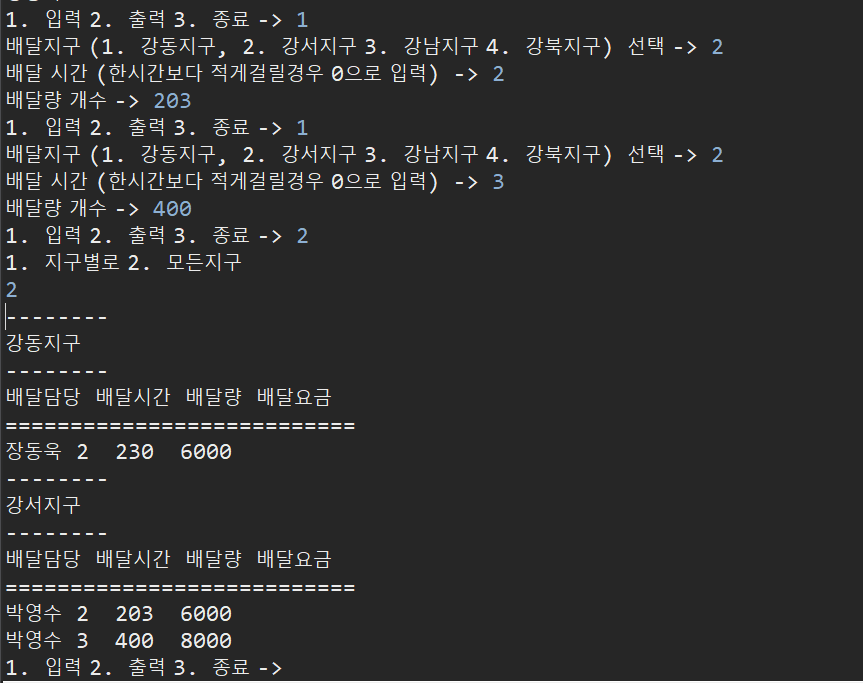 1. 입력 2. 출력 3. 종료 -> 1
배달지구 (1. 강동지구, 2. 강서지구 3. 강남지구 4. 강북지구) 선택 -> 2
배달 시간 (한시간보다 적게걸릴경우 0으로 입력) -> 2
배달량 개수 -> 203
1. 입력 2. 출력 3. 종료 -> 1
배달지구 (1. 강동지구, 2. 강서지구 3. 강남지구 4. 강북지구) 선택 -> 2
배달 시간 (한시간보다 적게걸릴경우 0으로 입력) -> 3
배달량 개수 -> 400
1. 입력 2. 출력 3. 종료 -> 2
1. 지구별로 2. 모든지구
2
--------
강동지구
--------
배달담당 배달시간 배달량 배달요금
===========================
장동욱 2 230 6000
--------
강서지구
--------
배달담당 배달시간 배달량 배달요금
===========================
박영수 2 203 6000
박영수 3 400 8000
1. 입력 2. 출력 3. 종료 ->